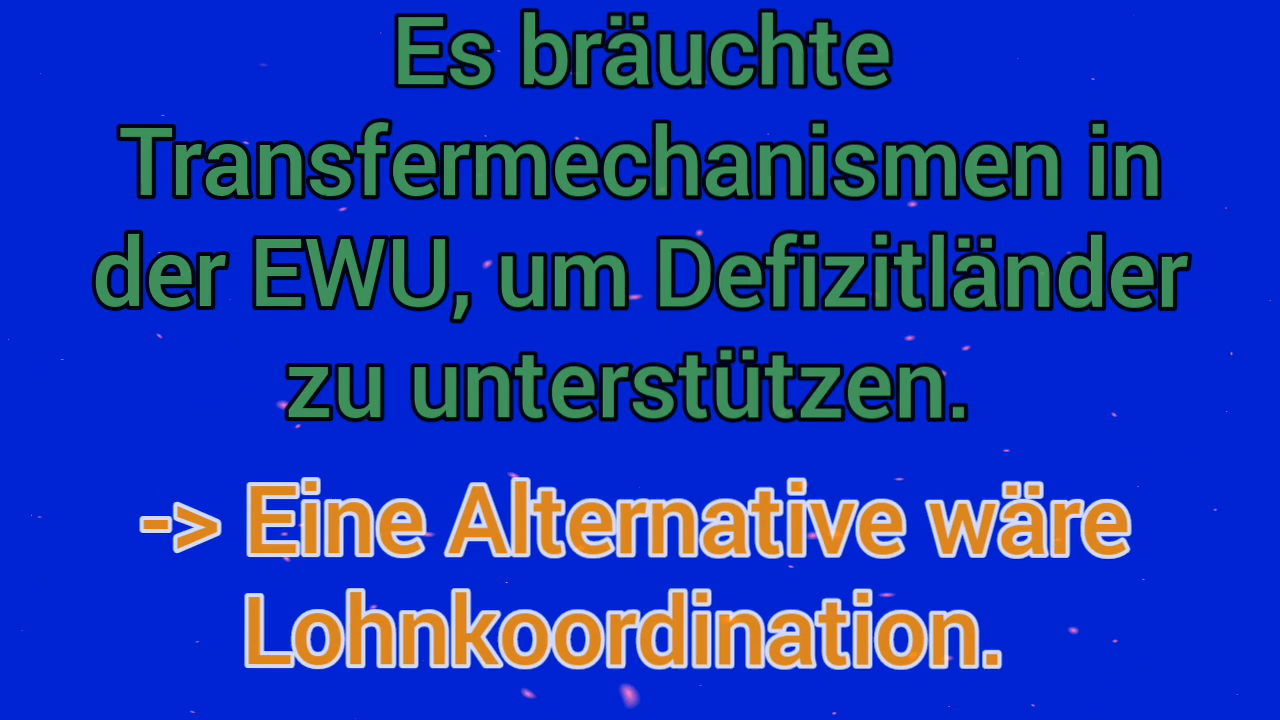 Es bräuchte
Transfermechanismen in
der EWU, um Defizitländer
zu unterstützen.
-> Eine Alternative wäre
Lohnkoordination.